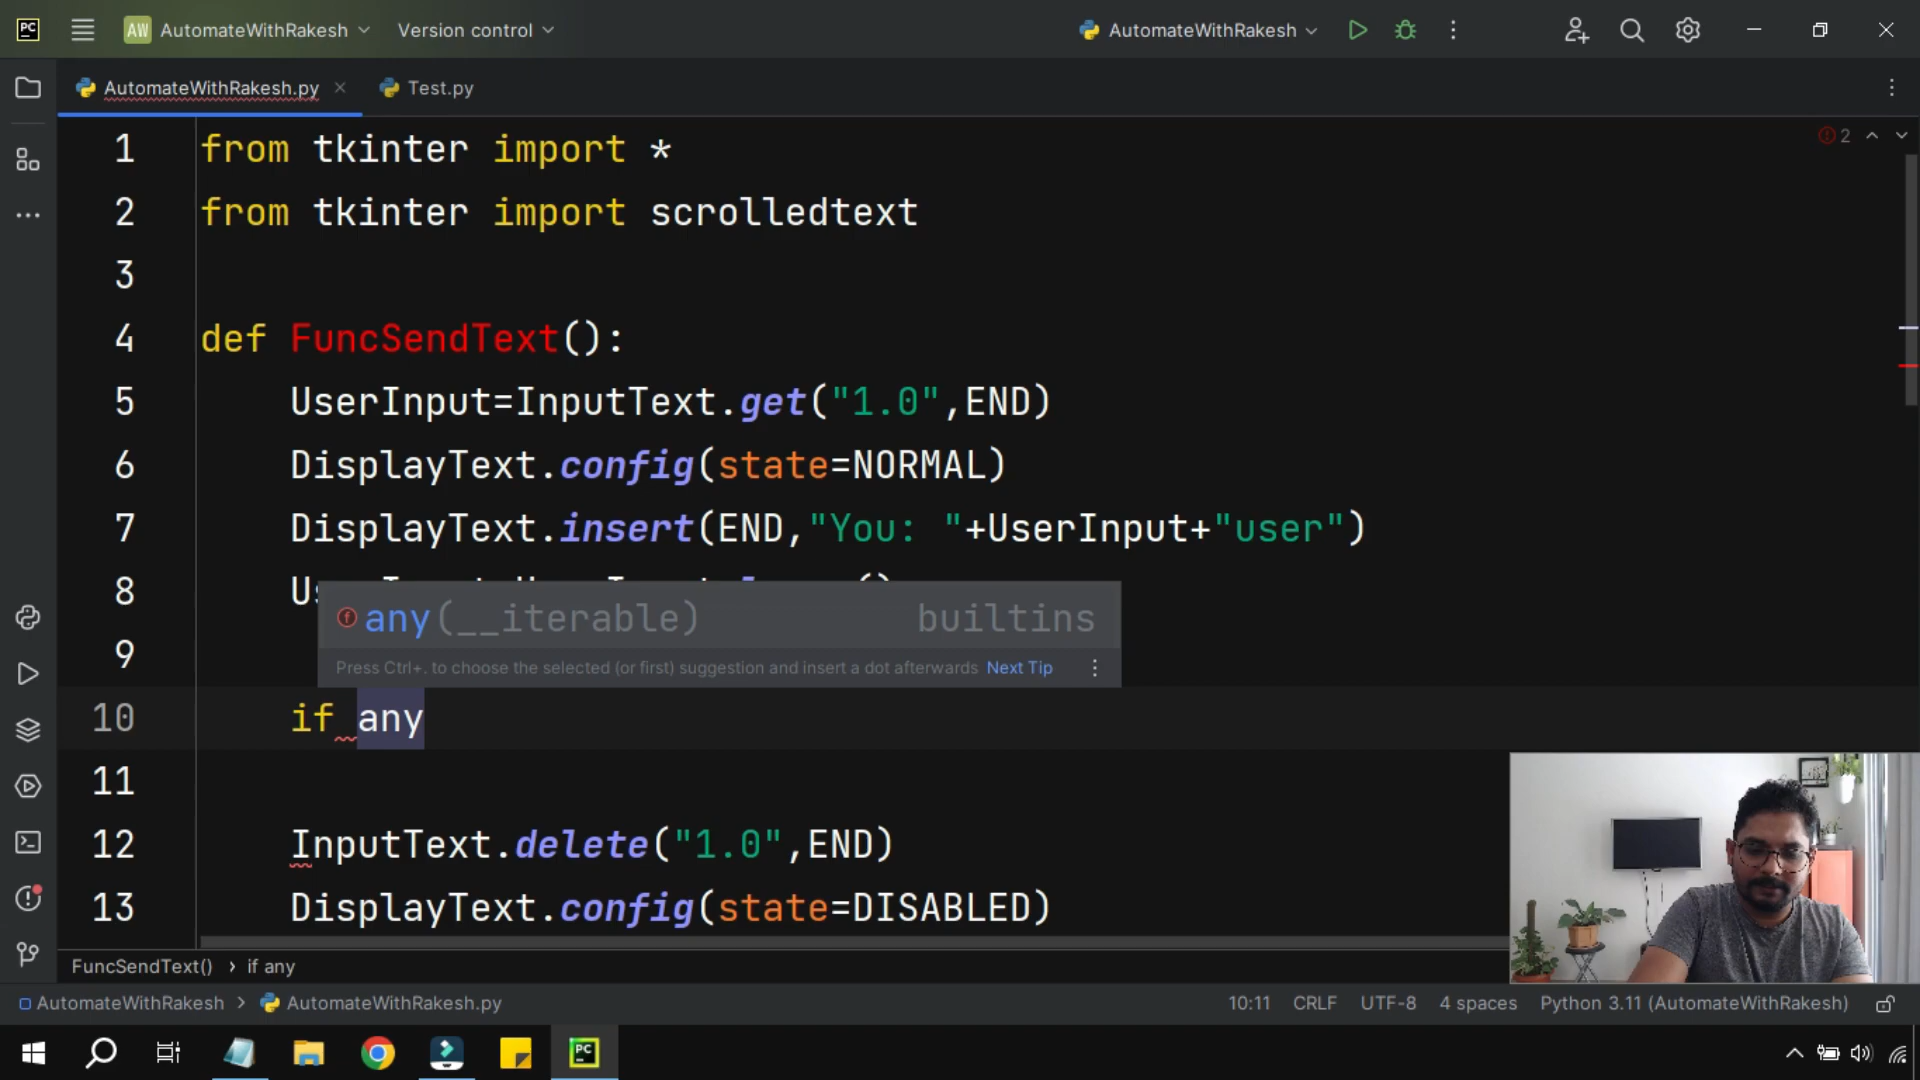 PC AW AutomateWithRakesh Version control AutomateWithRakesh
AutomateWithRakesh.py Test.py
2
1 from tkinter import *
2 from tkinter import scrolledtext
3
4 def FuncSendText():
5 UserInput=InputText.get("1.0",END)
6 DisplayText.config(state=NORMAL)
7 DisplayText.insert(END,"You: "+UserInput+"user")
8
any(__iterable) builtins
9
Press Ctrl+. to choose the selected (or first) suggestion and insert a dot afterwards Next Tip
10 if any
11
12 InputText.delete("1.0",END)
13 DisplayText.config(state=DISABLED)
FuncSendText() › if any
AutomateWithRakesh > AutomateWithRakesh.py 10:11 CRLF UTF-8 4 spaces Python 3.11 (AutomateWithRakesh)
PC